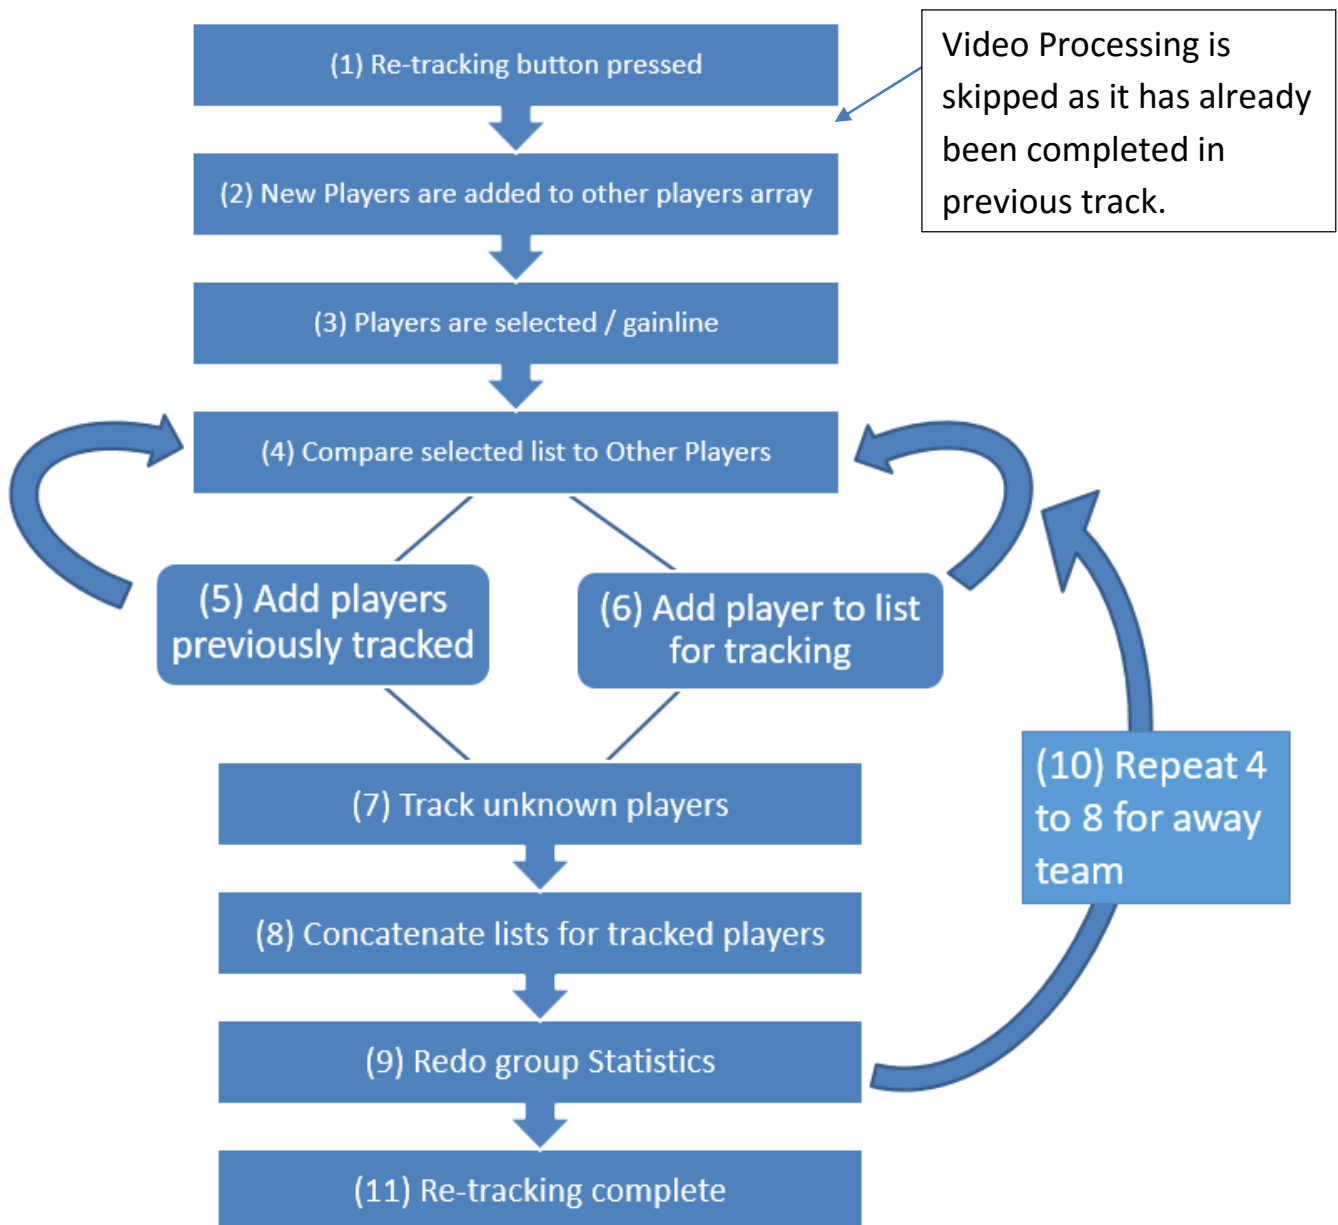 (1) Re-tracking button pressed
Video Processing is
skipped as it has already
been completed in
previous track.
(2) New Players are added to other players array
(3) Players are selected / gainline
(4) Compare selected list to Other Players
(5) Add players
previously tracked
(6) Add player to list
for tracking
(7) Track unknown players
(10) Repeat 4
to 8 for away
team
(8) Concatenate lists for tracked players
(9) Redo group Statistics
(11) Re-tracking complete